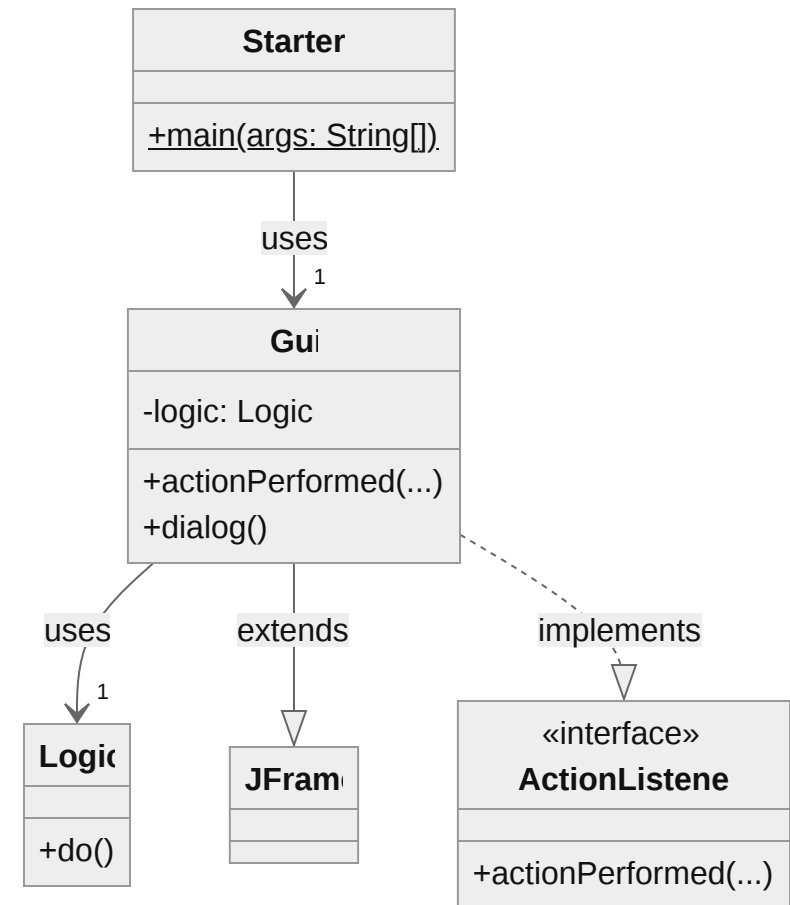 Starter
+main(args: String[])
uses
1
Gui
-logic: Logic
+actionPerformed(...)
+dialog()
uses
extends
implements
1
Logic
+do()
JFrame
«interface»
ActionListene
+actionPerformed(...)